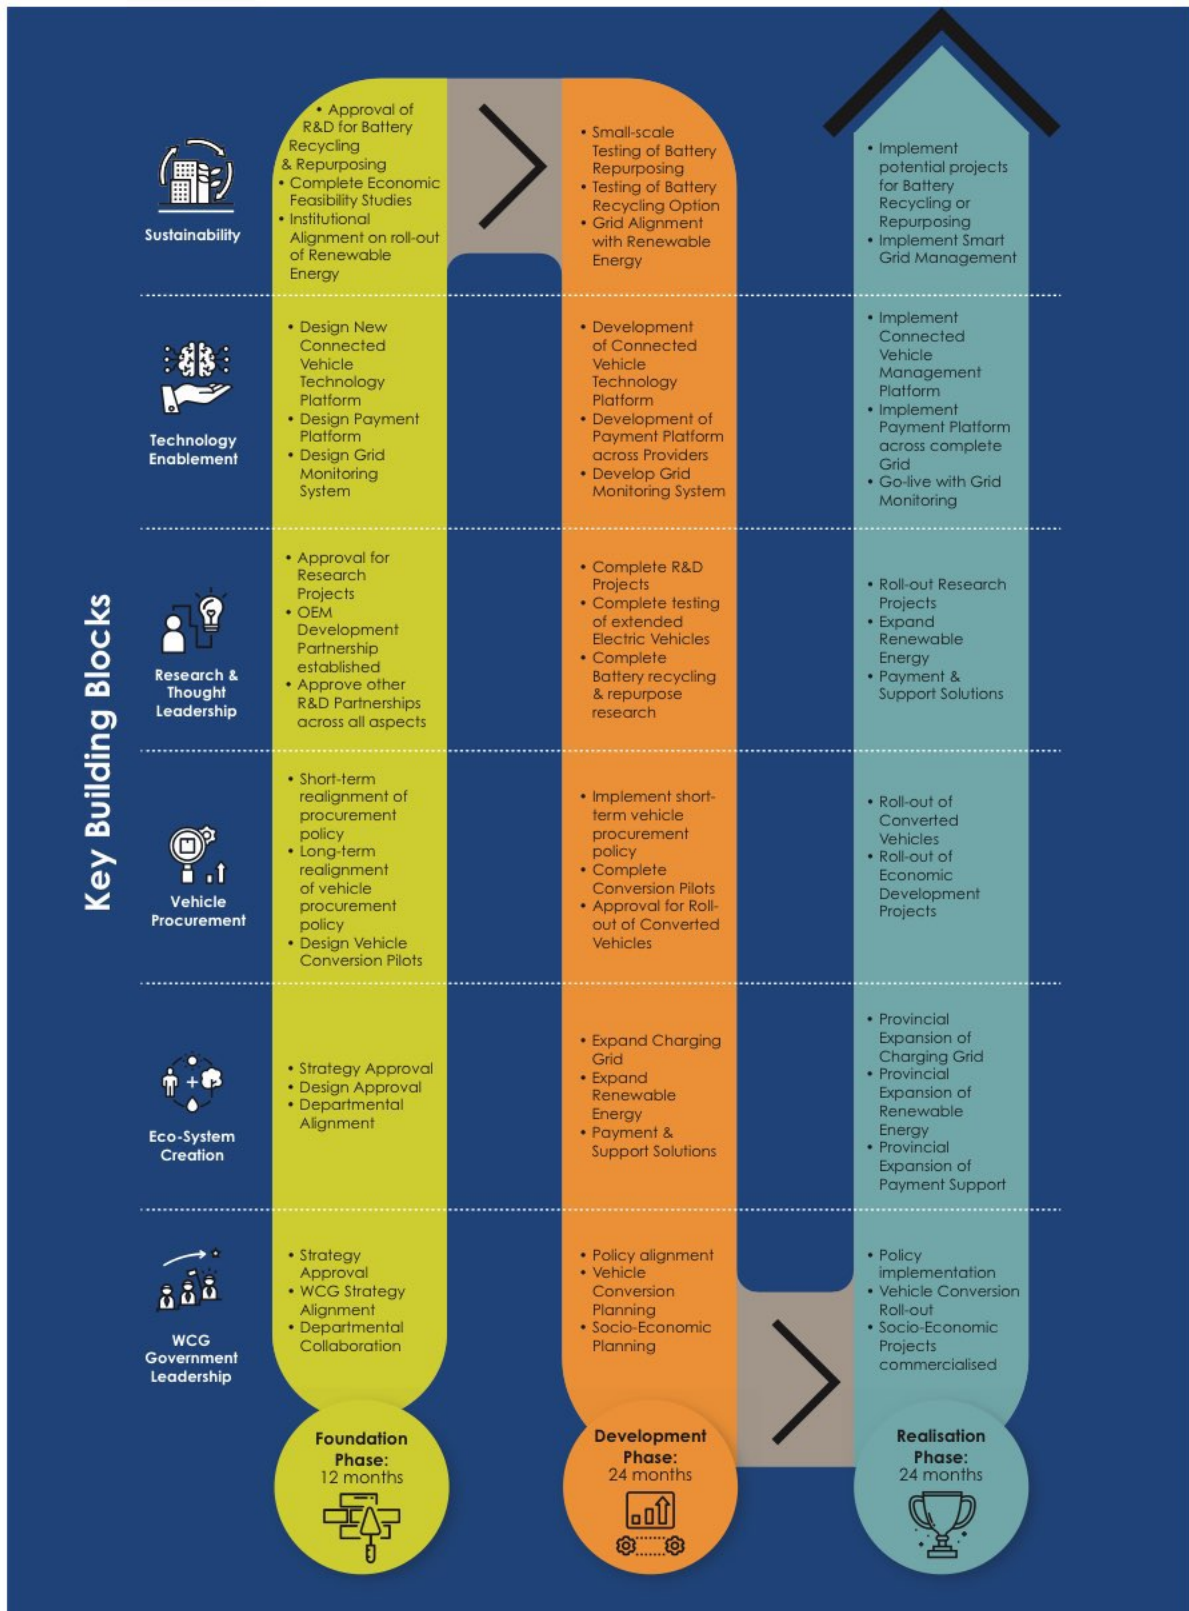 Key Building Blocks
Sustainability
• Approval of
R&D for Battery
Recycling
& Repurposing
• Complete Economic
Feasibility Studies
• Institutional
Alignment on roll-out
of Renewable
Energy
• Small-scale
Testing of Battery
Repurposing
• Testing of Battery
Recycling Option
• Grid Alignment
with Renewable
Energy
• Implement
potential projects
for Battery
Recycling or
Repurposing
• Implement Smart
Grid Management
Technology
Enablement
• Design New
Connected
Vehicle
Technology
Platform
• Design Payment
Platform
• Design Grid
Monitoring
System
• Development
of Connected
Vehicle
Technology
Platform
• Development of
Payment Platform
across Providers
• Develop Grid
Monitoring System
• Implement
Connected
Vehicle
Management
Platform
• Implement
Payment Platform
across complete
Grid
• Go-live with Grid
Monitoring
Research &
Thought
Leadership
• Approval for
Research
Projects
• OEM
Development
Partnership
established
• Approve other
R&D Partnerships
across all aspects
• Complete R&D
Projects
• Complete testing
of extended
Electric Vehicles
• Complete
Battery recycling
& repurpose
research
• Roll-out Research
Projects
• Expand
Renewable
Energy
• Payment &
Support Solutions
Vehicle
Procurement
• Short-term
realignment of
procurement
policy
• Long-term
realignment
of vehicle
procurement
policy
• Design Vehicle
Conversion Pilots
• Implement short-
term vehicle
procurement
policy
• Complete
Conversion Pilots
• Approval for Roll-
out of Converted
Vehicles
• Roll-out of
Converted
Vehicles
• Roll-out of
Economic
Development
Projects
Eco-System
Creation
• Strategy Approval
• Design Approval
• Departmental
Alignment
• Expand Charging
Grid
• Expand
Renewable
Energy
• Payment &
Support Solutions
• Provincial
Expansion of
Charging Grid
• Provincial
Expansion of
Renewable
Energy
• Provincial
Expansion of
Payment Support
WCG
Government
Leadership
• Strategy
Approval
• WCG Strategy
Alignment
• Departmental
Collaboration
• Policy alignment
• Vehicle
Conversion
Planning
• Socio-Economic
Planning
• Policy
implementation
• Vehicle Conversion
Roll-out
• Socio-Economic
Projects
commercialised
Foundation
Phase:
12 months
Development
Phase:
24 months
Realisation
Phase:
24 months